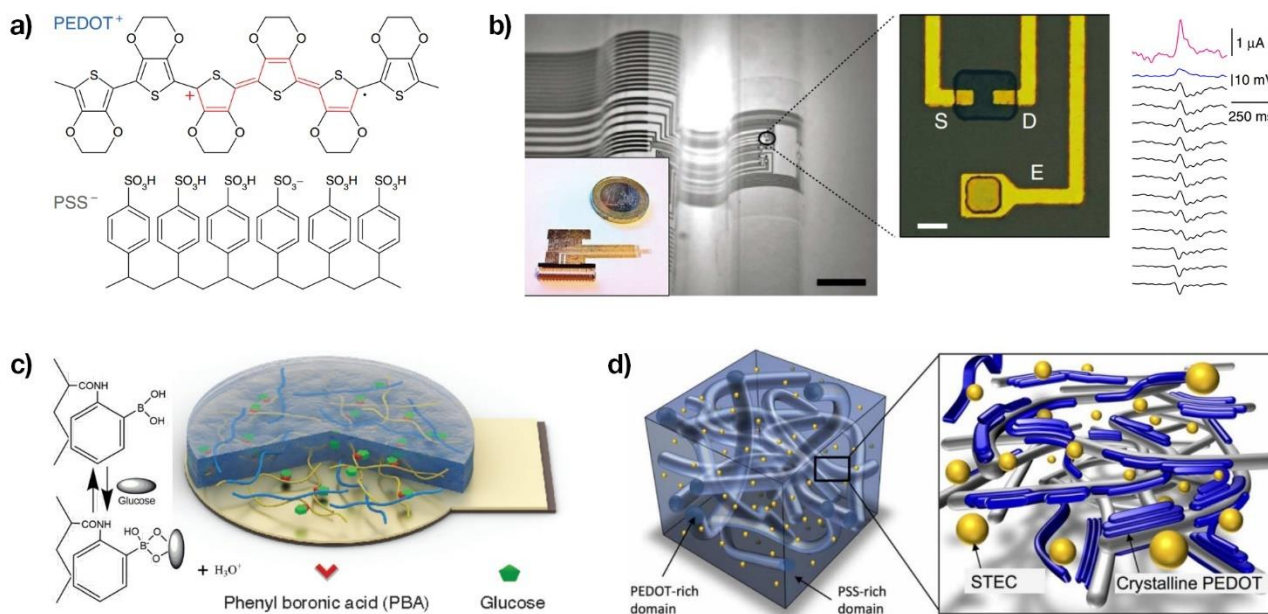 a)
PEDOT+
O O O O O O
S S S
+
S S S
·
O O O O O O
SO3H SO3H SO3H SO3− SO3H SO3H
PSS−
b)
S D
E
1 μA
10 mV
250 ms
c)
CONH
OH
B
OH
Glucose
CONH
HO O
B
O
+ H3O+
Phenyl boronic acid (PBA)
Glucose
d)
PEDOT-rich
domain
PSS-rich
domain
STEC
Crystalline PEDOT